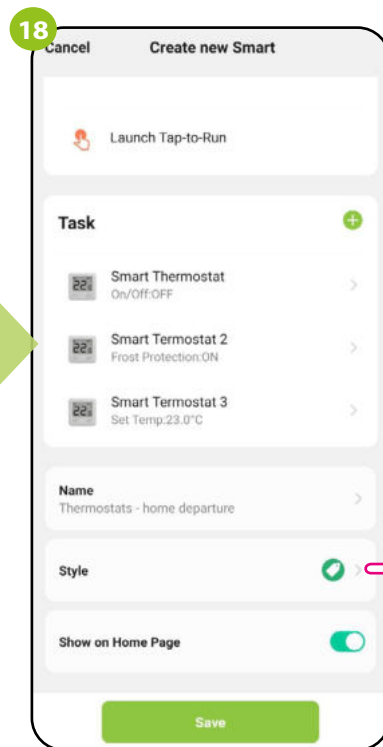 18
Cancel Create new Smart
Launch Tap-to-Run
Task
Smart Thermostat
On/Off:OFF
Smart Termostat 2
Frost Protection:ON
Smart Termostat 3
Set Temp:23.0°C
Name
Thermostats - home departure
Style
Show on Home Page
Save